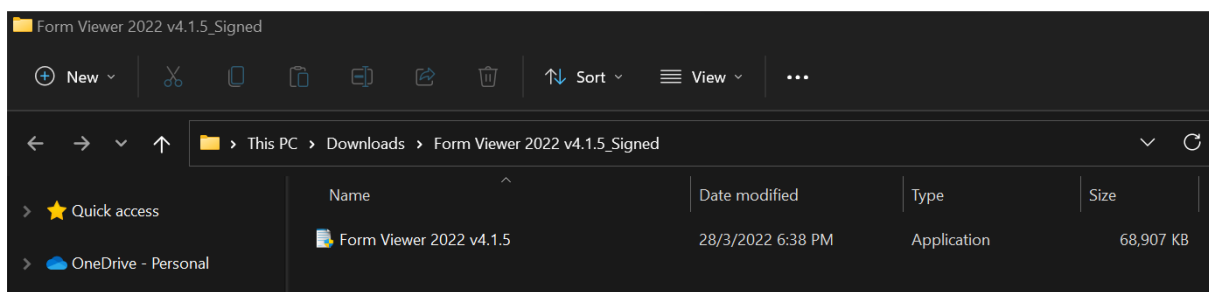 Form Viewer 2022 v4.1.5_Signed
New Sort View
This PC > Downloads > Form Viewer 2022 v4.1.5_Signed
Name Date modified Type Size
Quick access
Form Viewer 2022 v4.1.5 28/3/2022 6:38 PM Application 68,907 KB
OneDrive - Personal